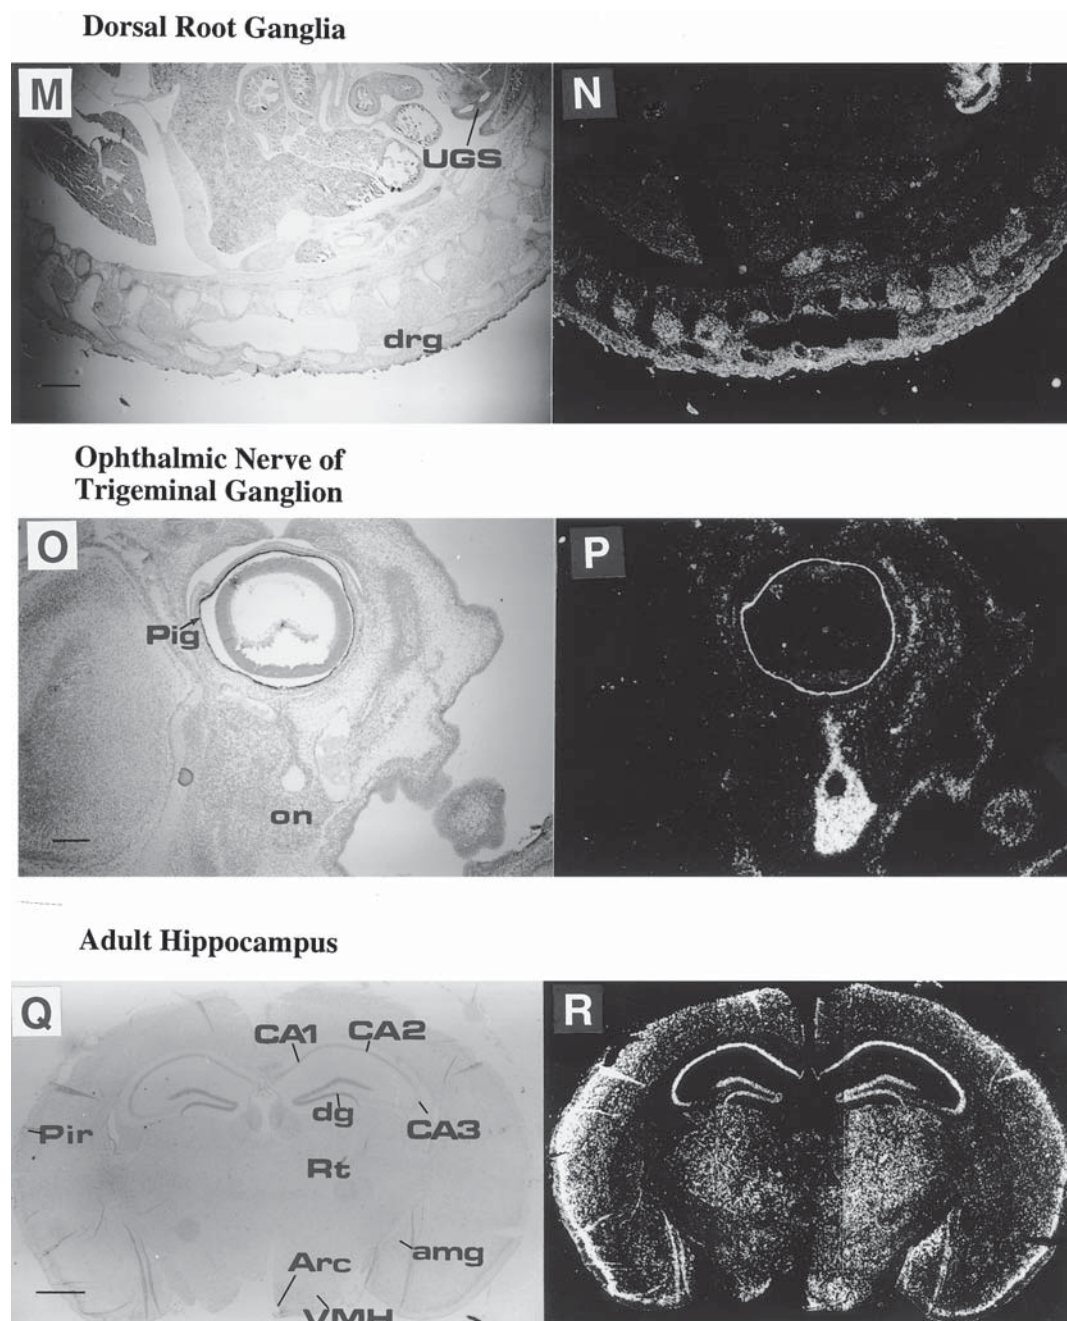 Dorsal Root Ganglia
M
N
UGS
drg
Ophthalmic Nerve of
Trigeminal Ganglion
O
P
Pig
on
Adult Hippocampus
Q
R
CA1 CA2
dg
CA3
Pir
Rt
amg
Arc
VMH